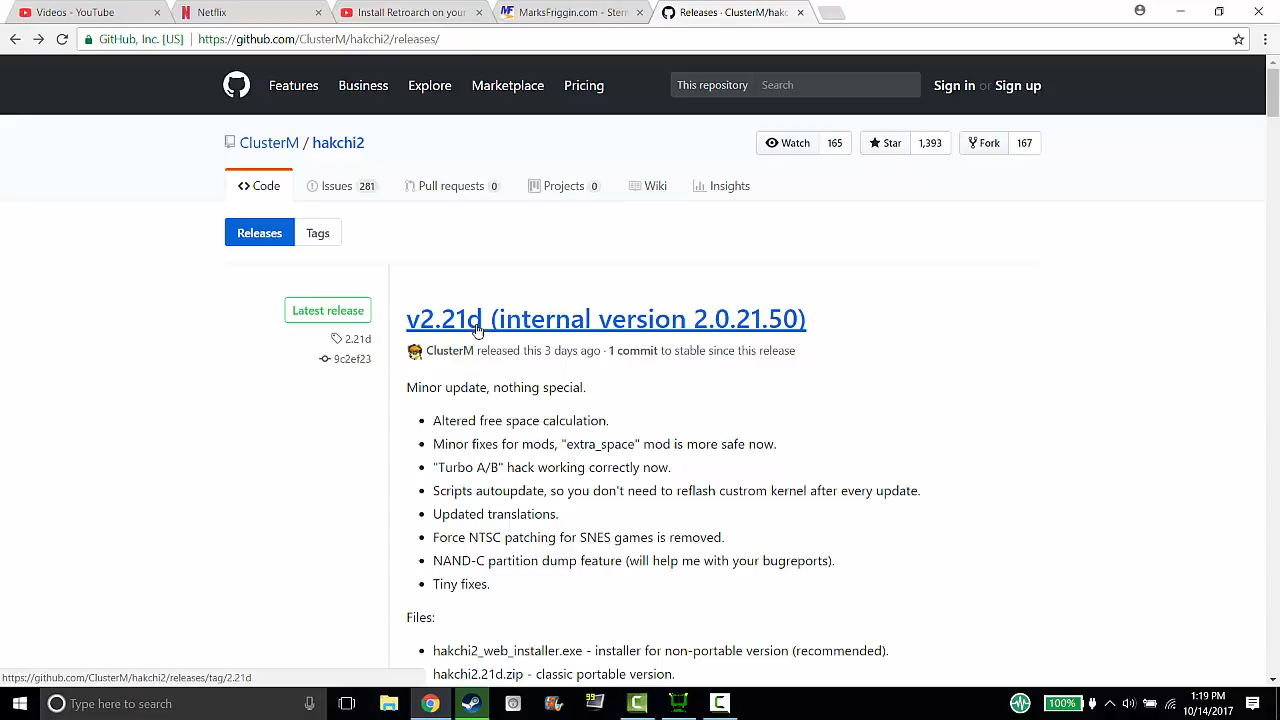 Videos - YouTube
Netflix
Install Retroarch on your
MarksFriggin.com - Stern
Releases · ClusterM/hakc
GitHub, Inc. [US]
https://github.com/ClusterM/hakchi2/releases/
Features
Business
Explore
Marketplace
Pricing
This repository
Search
Sign in or Sign up
ClusterM / hakchi2
Watch 165
Star 1,393
Fork 167
<> Code
Issues 281
Pull requests 0
Projects 0
Wiki
Insights
Releases
Tags
Latest release
2.21d
9c2ef23
v2.21d (internal version 2.0.21.50)
ClusterM released this 3 days ago · 1 commit to stable since this release
Minor update, nothing special.
• Altered free space calculation.
• Minor fixes for mods, "extra_space" mod is more safe now.
• "Turbo A/B" hack working correctly now.
• Scripts autoupdate, so you don't need to reflash custrom kernel after every update.
• Updated translations.
• Force NTSC patching for SNES games is removed.
• NAND-C partition dump feature (will help me with your bugreports).
• Tiny fixes.
Files:
• hakchi2_web_installer.exe - installer for non-portable version (recommended).
hakchi2.21d.zip - classic portable version.
https://github.com/ClusterM/hakchi2/releases/tag/2.21d
Type here to search
100%
1:19 PM
10/14/2017